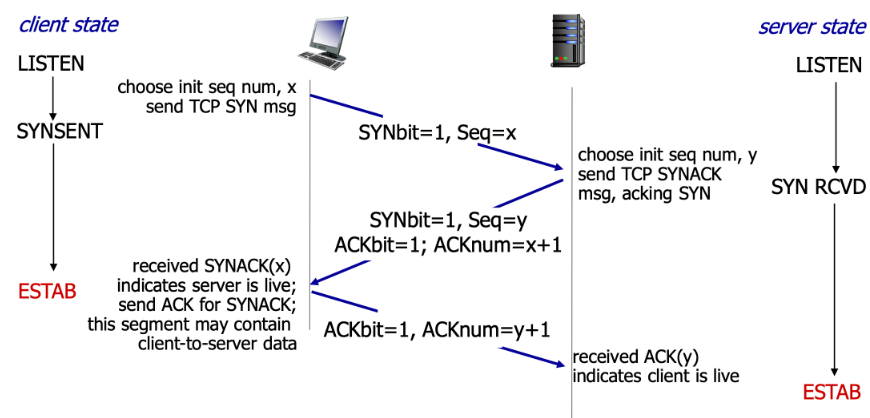 client state
server state
LISTEN
LISTEN
choose init seq num, x
send TCP SYN msg
SYNSENT
SYNbit=1, Seq=x
choose init seq num, y
send TCP SYNACK
msg, acking SYN
SYN RCVD
SYNbit=1, Seq=y
ACKbit=1; ACKnum=x+1
received SYNACK(x)
indicates server is live;
send ACK for SYNACK;
this segment may contain
client-to-server data
ESTAB
ACKbit=1, ACKnum=y+1
received ACK(y)
indicates client is live
ESTAB